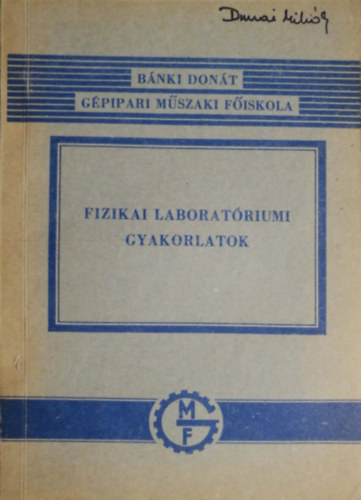 Dunai Miklós
BÁNKI DONÁT
GÉPIPARI MŰSZAKI FŐISKOLA
FIZIKAI LABORATÓRIUMI
GYAKORLATOK
GMF